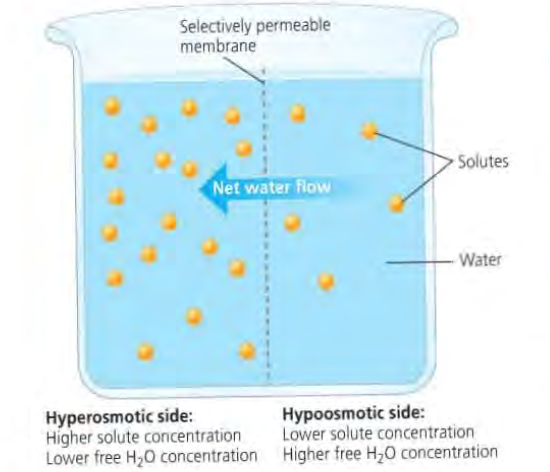 Selectively permeable
membrane
Net water flow
Solutes
Water
Hyperosmotic side:
Higher solute concentration
Lower free H₂O concentration
Hypoosmotic side:
Lower solute concentration
Higher free H₂O concentration